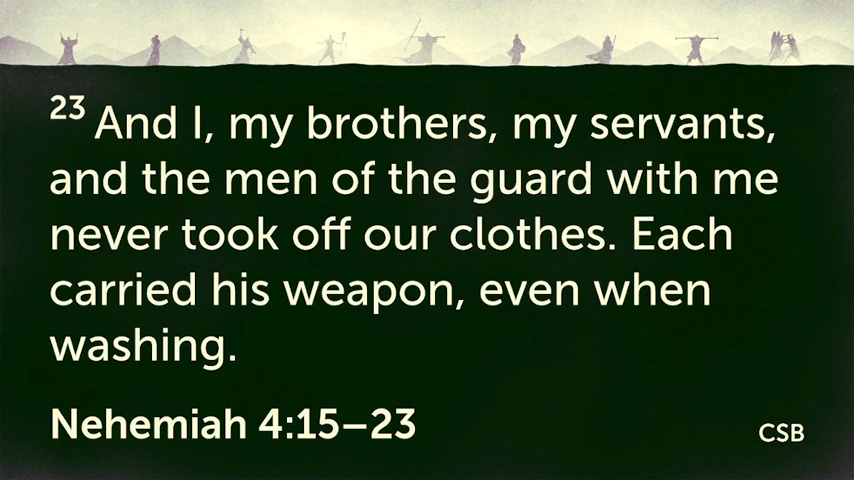 23 And I, my brothers, my servants,
and the men of the guard with me
never took off our clothes. Each
carried his weapon, even when
washing.
Nehemiah 4:15–23
CSB